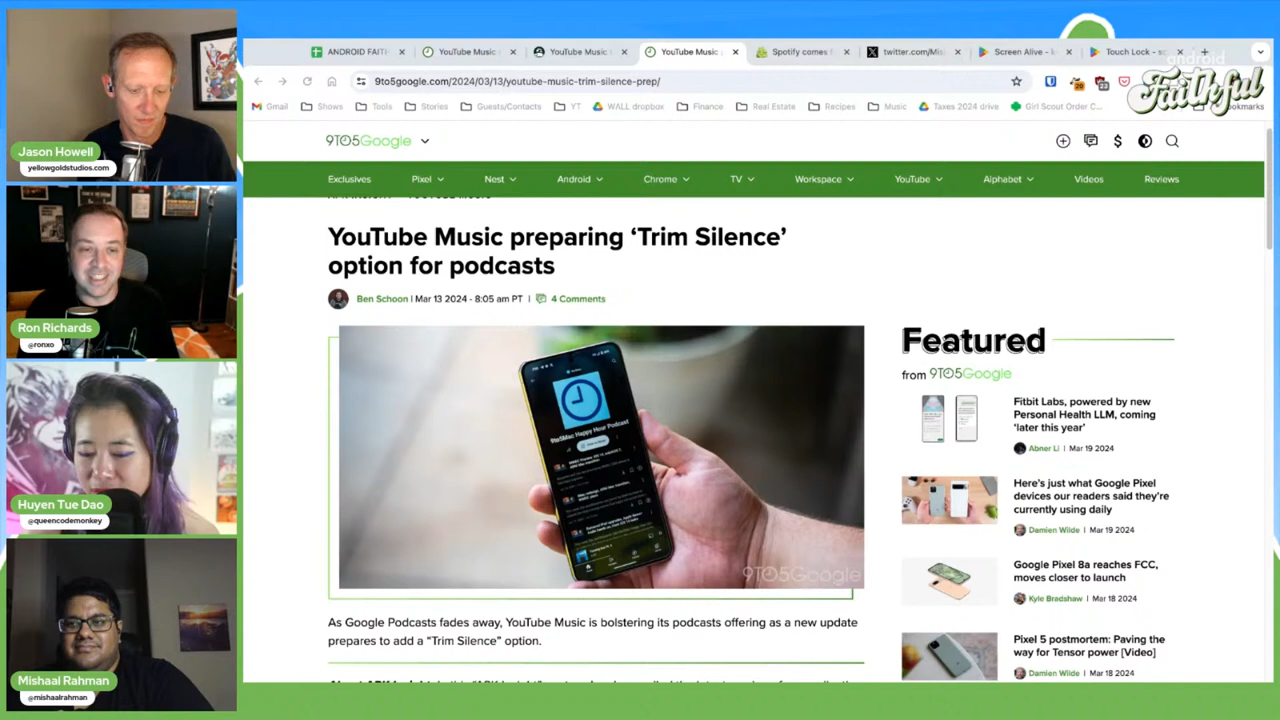 Jason Howell
yellowgoldstudios.com
Ron Richards
@ronxo
Huyen Tue Dao
@queencodemonkey
Mishaal Rahman
@mishaalrahman
ANDROID FAITH
YouTube Music
YouTube Music
YouTube Music
Spotify comes
twitter.com/Mis
Screen Alive -
Touch Lock -
android
Faithful
9to5google.com/2024/03/13/youtube-music-trim-silence-prep/
Gmail
Shows
Tools
Stories
Guests/Contacts
YT
WALL dropbox
Finance
Real Estate
Recipes
Music
Taxes 2024 drive
Girl Scout Order C...
9TO5Google
Exclusives
Pixel
Nest
Android
Chrome
TV
Workspace
YouTube
Alphabet
Videos
Reviews
YouTube Music preparing ‘Trim Silence’
option for podcasts
Ben Schoon | Mar 13 2024 - 8:05 am PT | 4 Comments
9to5Mac Happy Hour Podcast
9TO5Google
As Google Podcasts fades away, YouTube Music is bolstering its podcasts offering as a new update
prepares to add a “Trim Silence” option.
Featured
from 9TO5Google
Fitbit Labs, powered by new
Personal Health LLM, coming
‘later this year’
Abner Li | Mar 19 2024
Here’s just what Google Pixel
devices our readers said they’re
currently using daily
Damien Wilde | Mar 19 2024
Google Pixel 8a reaches FCC,
moves closer to launch
Kyle Bradshaw | Mar 18 2024
Pixel 5 postmortem: Paving the
way for Tensor power [Video]
Damien Wilde | Mar 18 2024